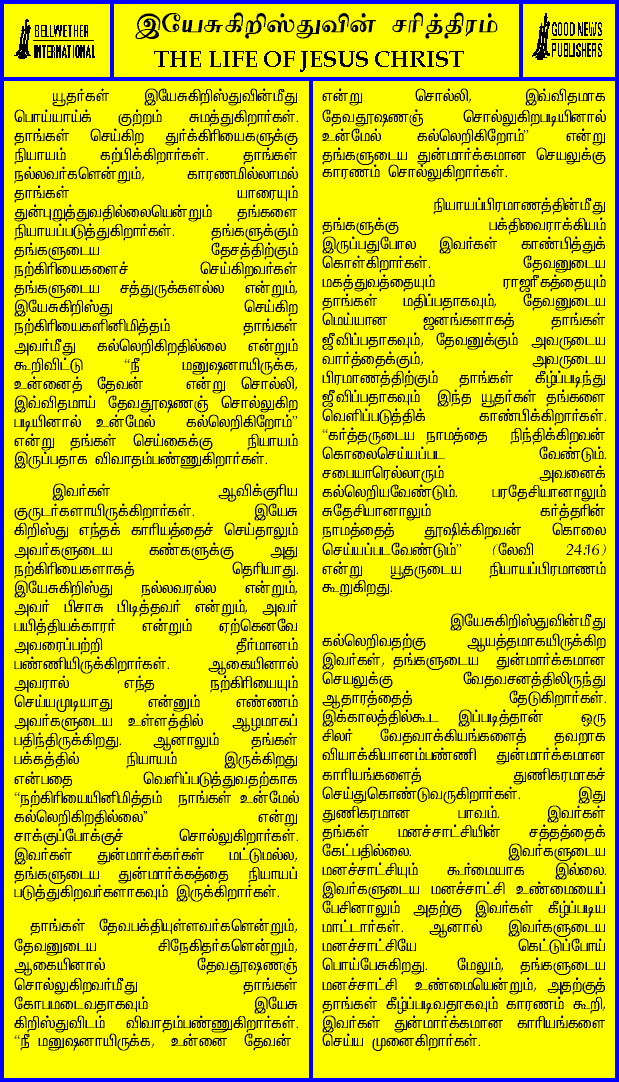 BELLWETHER
INTERNATIONAL
இயேசுகிறிஸ்துவின் சரித்திரம்
THE LIFE OF JESUS CHRIST
GOOD NEWS
PUBLISHERS
யூதர்கள் இயேசுகிறிஸ்துவின்மீது
பொய்யாய்க் குற்றம் சுமத்துகிறார்கள்.
தாங்கள் செய்கிற துர்க்கிரியைகளுக்கு
நியாயம் கற்பிக்கிறார்கள். தாங்கள்
நல்லவர்களென்றும், காரணமில்லாமல்
தாங்கள் யாரையும்
துன்புறுத்துவதில்லையென்றும் தங்களை
நியாயப்படுத்துகிறார்கள். தங்களுக்கும்
தங்களுடைய தேசத்திற்கும்
நற்கிரியைகளைச் செய்கிறவர்கள்
தங்களுடைய சத்துருக்களல்ல என்றும்,
இயேசுகிறிஸ்து செய்கிற
நற்கிரியைகளினிமித்தம் தாங்கள்
அவர்மீது கல்லெறிகிறதில்லை என்றும்
கூறிவிட்டு “நீ மனுஷனாயிருக்க,
உன்னைத் தேவன் என்று சொல்லி,
இவ்விதமாய் தேவதூஷணஞ் சொல்லுகிற
படியினால் உன்மேல் கல்லெறிகிறோம்”
என்று தங்கள் செய்கைக்கு நியாயம்
இருப்பதாக விவாதம்பண்ணுகிறார்கள்.
இவர்கள் ஆவிக்குரிய
குருடர்களாயிருக்கிறார்கள். இயேசு
கிறிஸ்து எந்தக் காரியத்தைச் செய்தாலும்
அவர்களுடைய கண்களுக்கு அது
நற்கிரியைகளாகத் தெரியாது.
இயேசுகிறிஸ்து நல்லவரல்ல என்றும்,
அவர் பிசாசு பிடித்தவர் என்றும், அவர்
பயித்தியக்காரர் என்றும் ஏற்கெனவே
அவரைப்பற்றி தீர்மானம்
பண்ணியிருக்கிறார்கள். ஆகையினால்
அவரால் எந்த நற்கிரியையும்
செய்யமுடியாது என்னும் எண்ணம்
அவர்களுடைய உள்ளத்தில் ஆழமாகப்
பதிந்திருக்கிறது. ஆனாலும் தங்கள்
பக்கத்தில் நியாயம் இருக்கிறது
என்பதை வெளிப்படுத்துவதற்காக
“நற்கிரியையினிமித்தம் நாங்கள் உன்மேல்
கல்லெறிகிறதில்லை” என்று
சாக்குப்போக்குச் சொல்லுகிறார்கள்.
இவர்கள் துன்மார்க்கர்கள் மட்டுமல்ல,
தங்களுடைய துன்மார்க்கத்தை நியாயப்
படுத்துகிறவர்களாகவும் இருக்கிறார்கள்.
தாங்கள் தேவபக்தியுள்ளவர்களென்றும்,
தேவனுடைய சிநேகிதர்களென்றும்,
ஆகையினால் தேவதூஷணஞ்
சொல்லுகிறவர்மீது தாங்கள்
கோபமடைவதாகவும் இயேசு
கிறிஸ்துவிடம் விவாதம்பண்ணுகிறார்கள்.
“நீ மனுஷனாயிருக்க, உன்னை தேவன்
என்று சொல்லி, இவ்விதமாக
தேவதூஷணஞ் சொல்லுகிறபடியினால்
உன்மேல் கல்லெறிகிறோம்” என்று
தங்களுடைய துன்மார்க்கமான செயலுக்கு
காரணம் சொல்லுகிறார்கள்.
நியாயப்பிரமாணத்தின்மீது
தங்களுக்கு பக்திவைராக்கியம்
இருப்பதுபோல இவர்கள் காண்பித்துக்
கொள்கிறார்கள். தேவனுடைய
மகத்துவத்தையும் ராஜரீகத்தையும்
தாங்கள் மதிப்பதாகவும், தேவனுடைய
மெய்யான ஜனங்களாகத் தாங்கள்
ஜீவிப்பதாகவும், தேவனுக்கும் அவருடைய
வார்த்தைக்கும், அவருடைய
பிரமாணத்திற்கும் தாங்கள் கீழ்ப்படிந்து
ஜீவிப்பதாகவும் இந்த யூதர்கள் தங்களை
வெளிப்படுத்திக் காண்பிக்கிறார்கள்.
“கர்த்தருடைய நாமத்தை நிந்திக்கிறவன்
கொலைசெய்யப்பட வேண்டும்.
சபையாரெல்லாரும் அவனைக்
கல்லெறியவேண்டும். பரதேசியானாலும்
சுதேசியானாலும் கர்த்தரின்
நாமத்தைத் தூஷிக்கிறவன் கொலை
செய்யப்படவேண்டும்” (லேவி 24:16)
என்று யூதருடைய நியாயப்பிரமாணம்
கூறுகிறது.
இயேசுகிறிஸ்துவின்மீது
கல்லெறிவதற்கு ஆயத்தமாகயிருக்கிற
இவர்கள், தங்களுடைய துன்மார்க்கமான
செயலுக்கு வேதவசனத்திலிருந்து
ஆதாரத்தைத் தேடுகிறார்கள்.
இக்காலத்தில்கூட இப்படித்தான் ஒரு
சிலர் வேதவாக்கியங்களைத் தவறாக
வியாக்கியானம்பண்ணி துன்மார்க்கமான
காரியங்களைத் துணிகரமாகச்
செய்துகொண்டுவருகிறார்கள். இது
துணிகரமான பாவம். இவர்கள்
தங்கள் மனச்சாட்சியின் சத்தத்தைக்
கேட்பதில்லை. இவர்களுடைய
மனச்சாட்சியும் கூர்மையாக இல்லை.
இவர்களுடைய மனச்சாட்சி உண்மையைப்
பேசினாலும் அதற்கு இவர்கள் கீழ்ப்படிய
மாட்டார்கள். ஆனால் இவர்களுடைய
மனச்சாட்சியே கெட்டுப்போய்
பொய்பேசுகிறது. மேலும், தங்களுடைய
மனச்சாட்சி உண்மையென்றும், அதற்குத்
தாங்கள் கீழ்ப்படிவதாகவும் காரணம் கூறி,
இவர்கள் துன்மார்க்கமான காரியங்களை
செய்ய முனைகிறார்கள்.